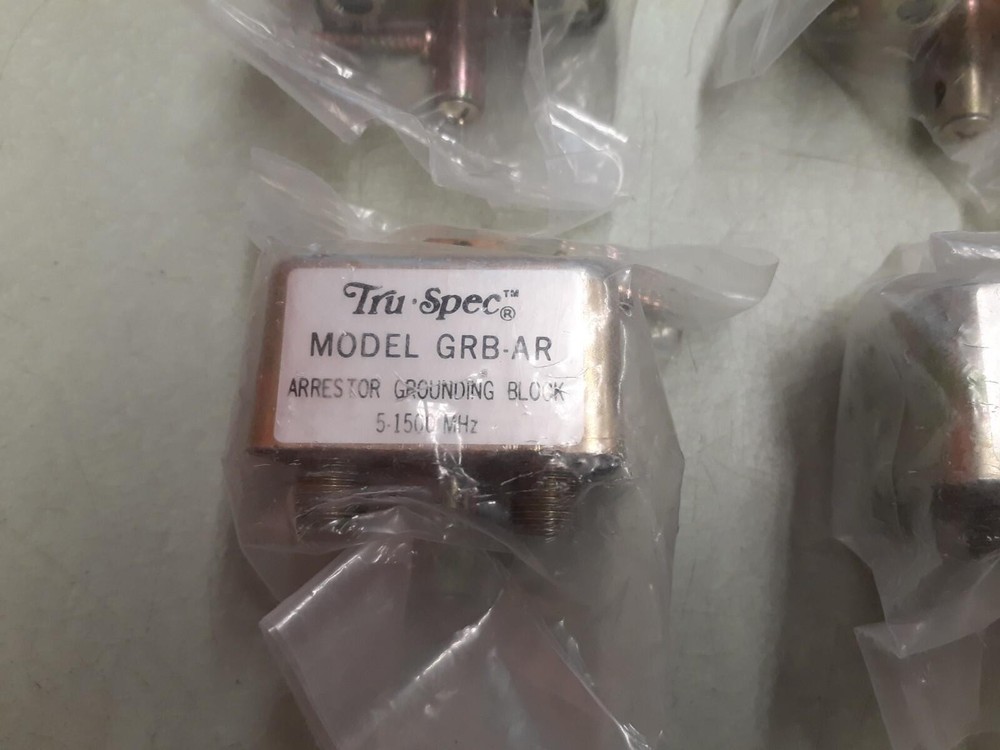 Tru·Spec™®
MODEL GRB-AR
ARRESTOR GROUNDING BLOCK
5-1500 MHz